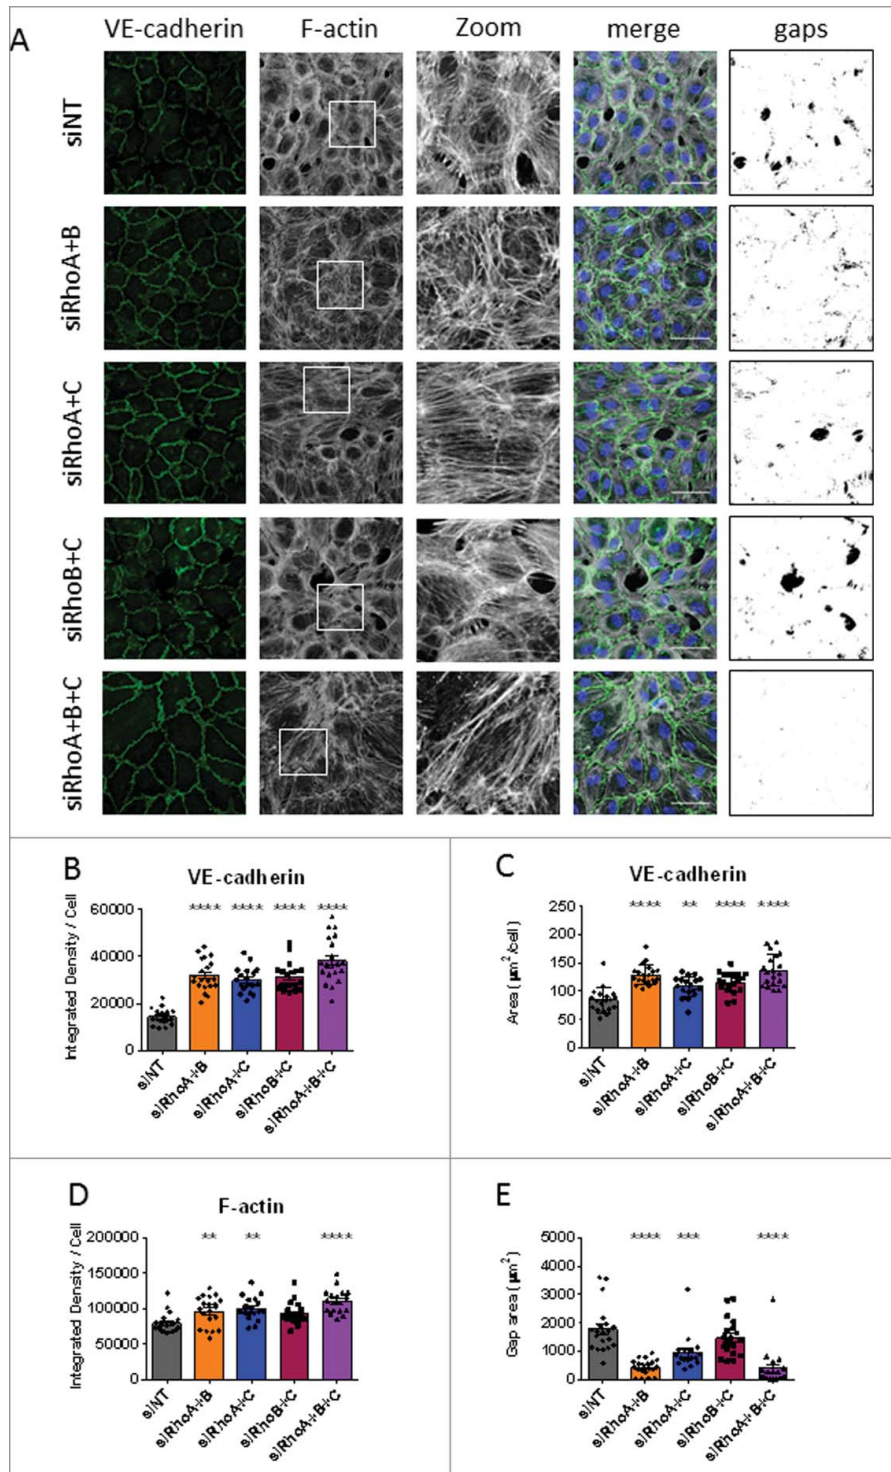 A
VE-cadherin F-actin Zoom merge gaps
siNT
siRhoA+B
siRhoA+C
siRhoB+C
siRhoA+B+C
B
VE-cadherin
Integrated Density / Cell
60000
40000
20000
0
**** **** **** ****
siNT siRhoA+B siRhoA+C siRhoB+C siRhoA+B+C
C
VE-cadherin
Area (µm²/cell)
250
200
150
100
50
0
**** ** **** ****
siNT siRhoA+B siRhoA+C siRhoB+C siRhoA+B+C
D
F-actin
Integrated Density / Cell
200000
150000
100000
50000
0
** ** ****
siNT siRhoA+B siRhoA+C siRhoB+C siRhoA+B+C
E
Gap area (µm²)
5000
4000
3000
2000
1000
0
**** *** ****
siNT siRhoA+B siRhoA+C siRhoB+C siRhoA+B+C